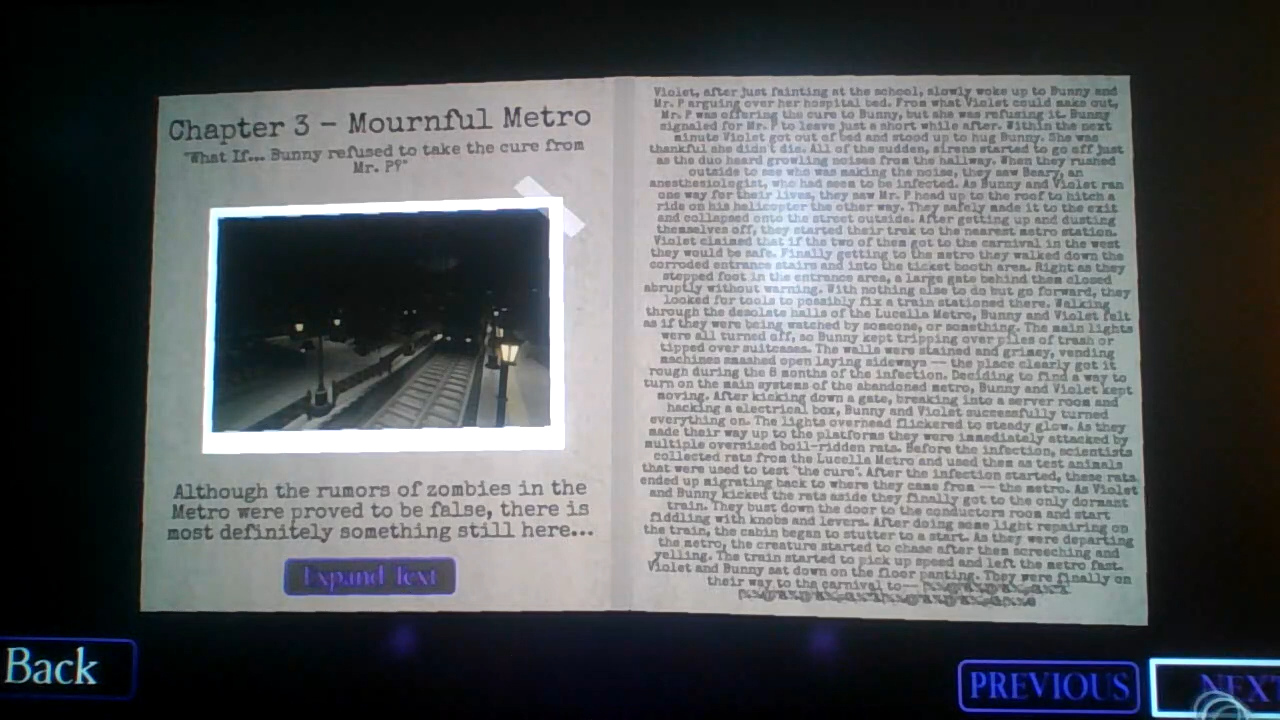 Chapter 3 - Mournful Metro
"What If... Bunny refused to take the cure from
Mr. P?"
Although the rumors of zombies in the
Metro were proved to be false, there is
most definitely something still here...
Expand Text
Violet, after just fainting at the school, slowly woke up to Bunny and
Mr. P arguing over her hospital bed. From what Violet could make out,
Mr. P was offering the cure to Bunny, but she was refusing it. Bunny
signaled for Mr. P to leave just a short while after. Within the next
minute Violet got out of bed and stood up to hug Bunny. She was
thankful she didn't die. All of the sudden, sirens started to go off just
as the duo heard growling noises from the hallway. When they rushed
outside to see who was making the noise, they saw Beary, an
anesthesiologist, who had seem to be infected. As Bunny and Violet ran
one way for their lives, they saw Mr. P head up to the roof to hitch a
ride on his helicopter the other way. They safely made it to the exit
and collapsed onto the street outside. After getting up and dusting
themselves off, they started their trek to the nearest metro station.
Violet claimed that if the two of them got to the carnival in the west
they would be safe. Finally getting to the metro they walked down the
corroded entrance stairs and into the ticket booth area. Right as they
stepped foot in the entrance area, a large gate behind them closed
abruptly without warning. With nothing else to do but go forward, they
looked for tools to possibly fix a train stationed there. Walking
through the desolate halls of the Lucella Metro, Bunny and Violet felt
as if they were being watched by someone, or something. The main lights
were all turned off, so Bunny kept tripping over piles of trash or
tipped over suitcases. The walls were stained and grimey, vending
machines smashed open laying sideways -- the place clearly got it
rough during the 8 months of the infection. Deciding to find a way to
turn on the main systems of the abandoned metro, Bunny and Violet kept
moving. After kicking down a gate, breaking into a server room and
hacking a electrical box, Bunny and Violet successfully turned
everything on. The lights overhead flickered to steady glow. As they
made their way up to the platforms they were immediately attacked by
multiple oversized boil-ridden rats. Before the infection, scientists
collected rats from the Lucella Metro and used them as test animals
that were used to test "the cure". After the infection started, these rats
ended up migrating back to where they came from -- the metro. As Violet
and Bunny kicked the rats aside they finally got to the only dormant
train. They bust down the door to the conductors room and start
fiddling with knobs and levers. After doing some light repairing on
the train, the cabin began to stutter to a start. As they were departing
the metro, the creature started to chase after them screeching and
yelling. The train started to pick up speed and left the metro fast.
Violet and Bunny sat down on the floor panting. They were finally on
their way to the carnival to--
Back
PREVIOUS
NEXT